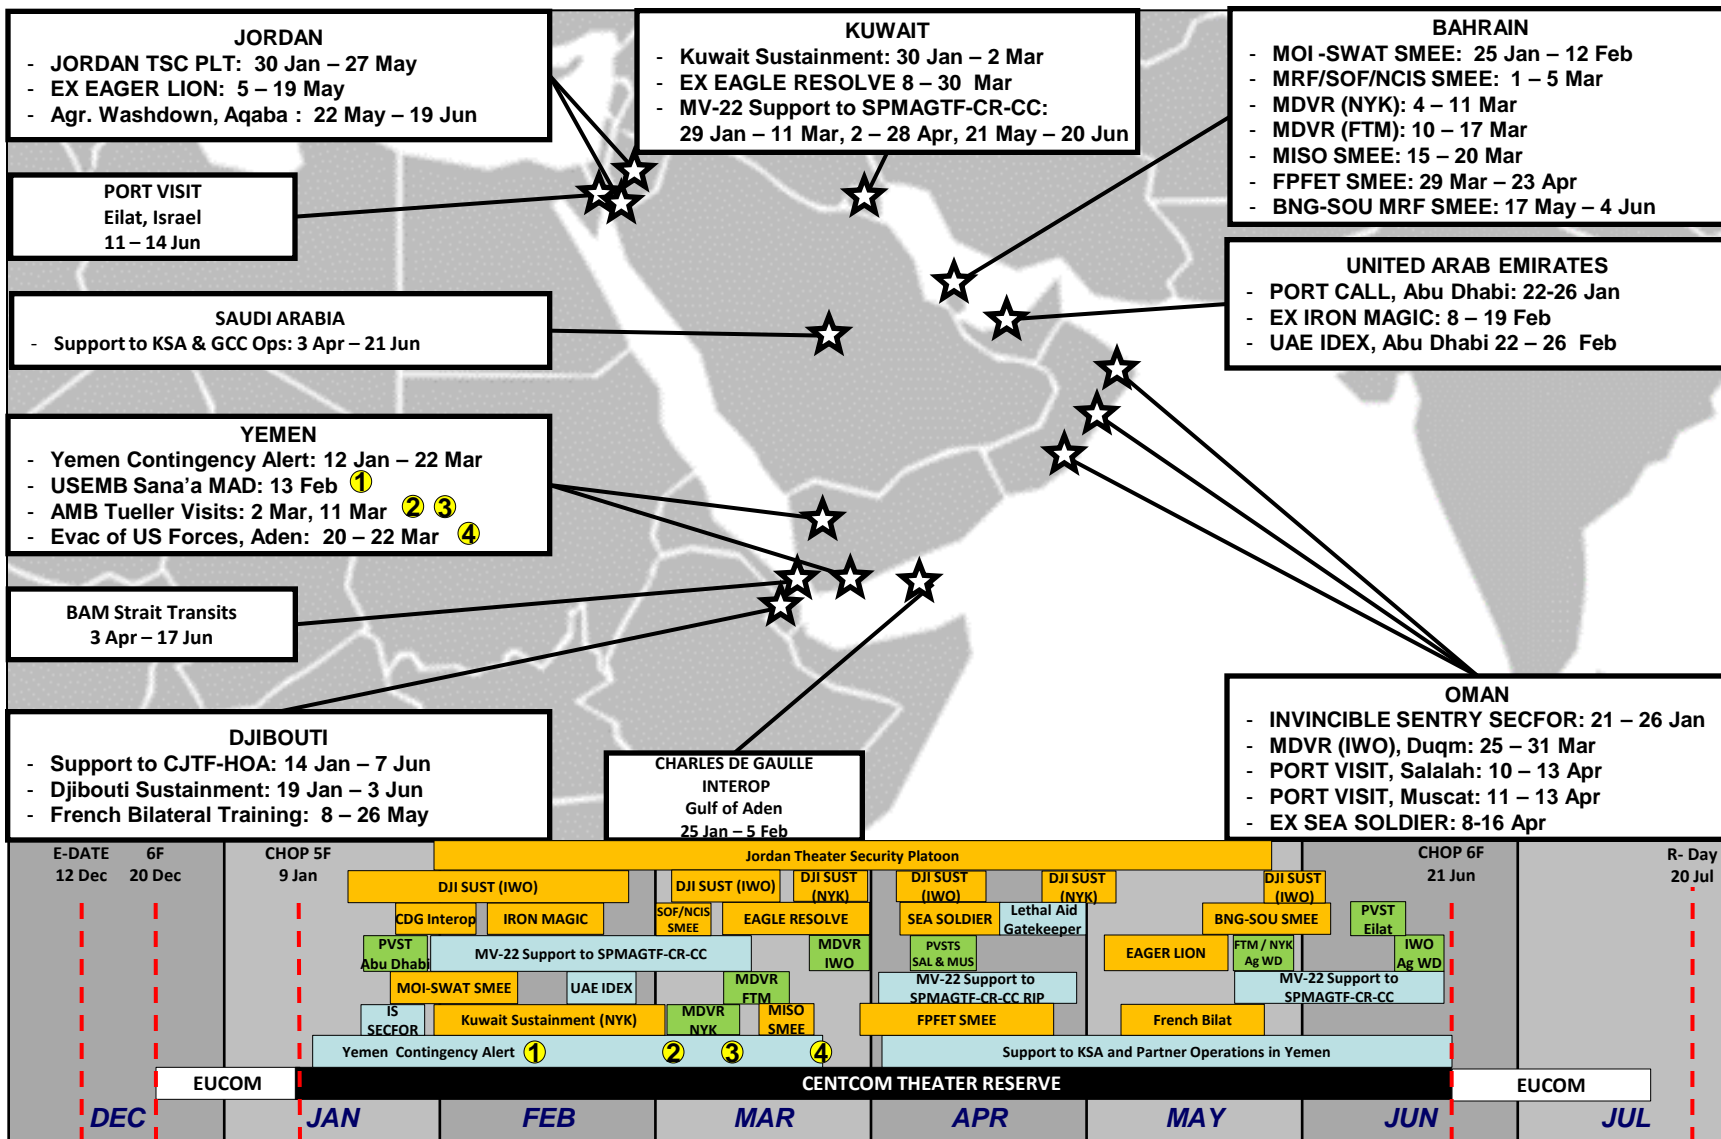 JORDAN
- JORDAN TSC PLT: 30 Jan – 27 May
- EX EAGER LION: 5 – 19 May
- Agr. Washdown, Aqaba : 22 May – 19 Jun
KUWAIT
- Kuwait Sustainment: 30 Jan – 2 Mar
- EX EAGLE RESOLVE 8 – 30 Mar
- MV-22 Support to SPMAGTF-CR-CC:
29 Jan – 11 Mar, 2 – 28 Apr, 21 May – 20 Jun
BAHRAIN
- MOI -SWAT SMEE: 25 Jan – 12 Feb
- MRF/SOF/NCIS SMEE: 1 – 5 Mar
- MDVR (NYK): 4 – 11 Mar
- MDVR (FTM): 10 – 17 Mar
- MISO SMEE: 15 – 20 Mar
- FPFET SMEE: 29 Mar – 23 Apr
- BNG-SOU MRF SMEE: 17 May – 4 Jun
PORT VISIT
Eilat, Israel
11 – 14 Jun
UNITED ARAB EMIRATES
- PORT CALL, Abu Dhabi: 22-26 Jan
- EX IRON MAGIC: 8 – 19 Feb
- UAE IDEX, Abu Dhabi 22 – 26 Feb
SAUDI ARABIA
- Support to KSA & GCC Ops: 3 Apr – 21 Jun
YEMEN
- Yemen Contingency Alert: 12 Jan – 22 Mar
- USEMB Sana'a MAD: 13 Feb 1
- AMB Tueller Visits: 2 Mar, 11 Mar 2 3
- Evac of US Forces, Aden: 20 – 22 Mar 4
BAM Strait Transits
3 Apr – 17 Jun
DJIBOUTI
- Support to CJTF-HOA: 14 Jan – 7 Jun
- Djibouti Sustainment: 19 Jan – 3 Jun
- French Bilateral Training: 8 – 26 May
CHARLES DE GAULLE
INTEROP
Gulf of Aden
25 Jan – 5 Feb
OMAN
- INVINCIBLE SENTRY SECFOR: 21 – 26 Jan
- MDVR (IWO), Duqm: 25 – 31 Mar
- PORT VISIT, Salalah: 10 – 13 Apr
- PORT VISIT, Muscat: 11 – 13 Apr
- EX SEA SOLDIER: 8-16 Apr
E-DATE
12 Dec
6F
20 Dec
CHOP 5F
9 Jan
CHOP 6F
21 Jun
R- Day
20 Jul
Jordan Theater Security Platoon
DJI SUST (IWO)
DJI SUST (IWO)
DJI SUST
(NYK)
DJI SUST
(IWO)
DJI SUST
(NYK)
DJI SUST
(IWO)
CDG Interop
IRON MAGIC
SOF/NCIS
SMEE
EAGLE RESOLVE
SEA SOLDIER
Lethal Aid
Gatekeeper
BNG-SOU SMEE
PVST
Eilat
PVST
Abu Dhabi
MV-22 Support to SPMAGTF-CR-CC
MDVR
IWO
PVSTS
SAL & MUS
EAGER LION
FTM / NYK
Ag WD
IWO
Ag WD
MOI-SWAT SMEE
UAE IDEX
MDVR
FTM
MV-22 Support to
SPMAGTF-CR-CC RIP
MV-22 Support to
SPMAGTF-CR-CC
IS
SECFOR
Kuwait Sustainment (NYK)
MDVR
NYK
MISO
SMEE
FPFET SMEE
French Bilat
Yemen Contingency Alert 1 2 3 4
Support to KSA and Partner Operations in Yemen
EUCOM
CENTCOM THEATER RESERVE
EUCOM
DEC JAN FEB MAR APR MAY JUN JUL